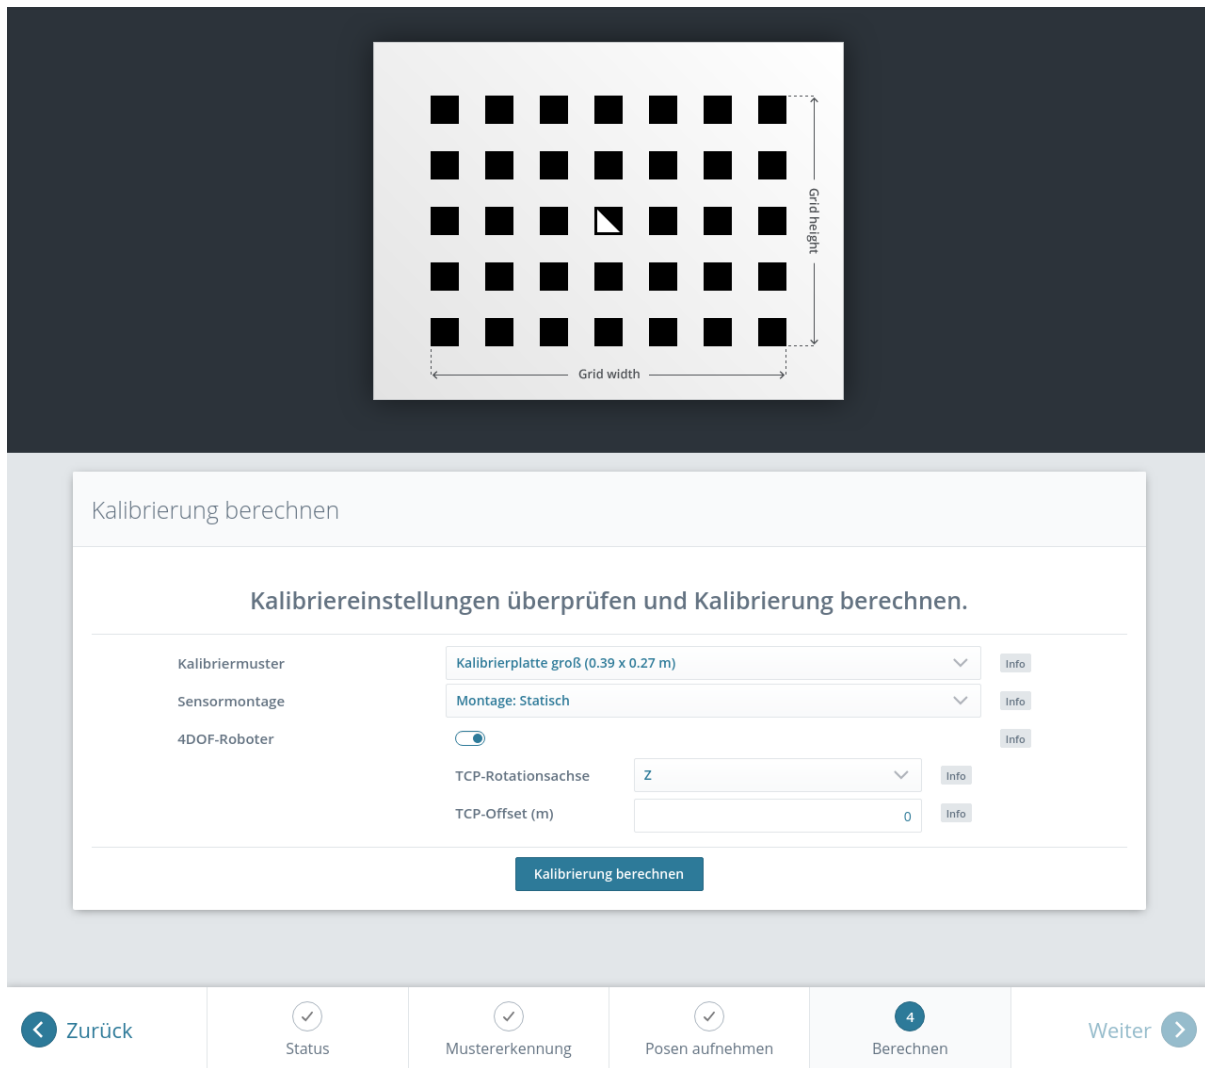 Grid height
Grid width
Kalibrierung berechnen
Kalibriereinstellungen überprüfen und Kalibrierung berechnen.
Kalibriermuster
Kalibrierplatte groß (0.39 x 0.27 m)
Info
Sensormontage
Montage: Statisch
Info
4DOF-Roboter
Info
TCP-Rotationsachse
Z
Info
TCP-Offset (m)
0
Info
Kalibrierung berechnen
Zurück
Status
Mustererkennung
Posen aufnehmen
4
Berechnen
Weiter